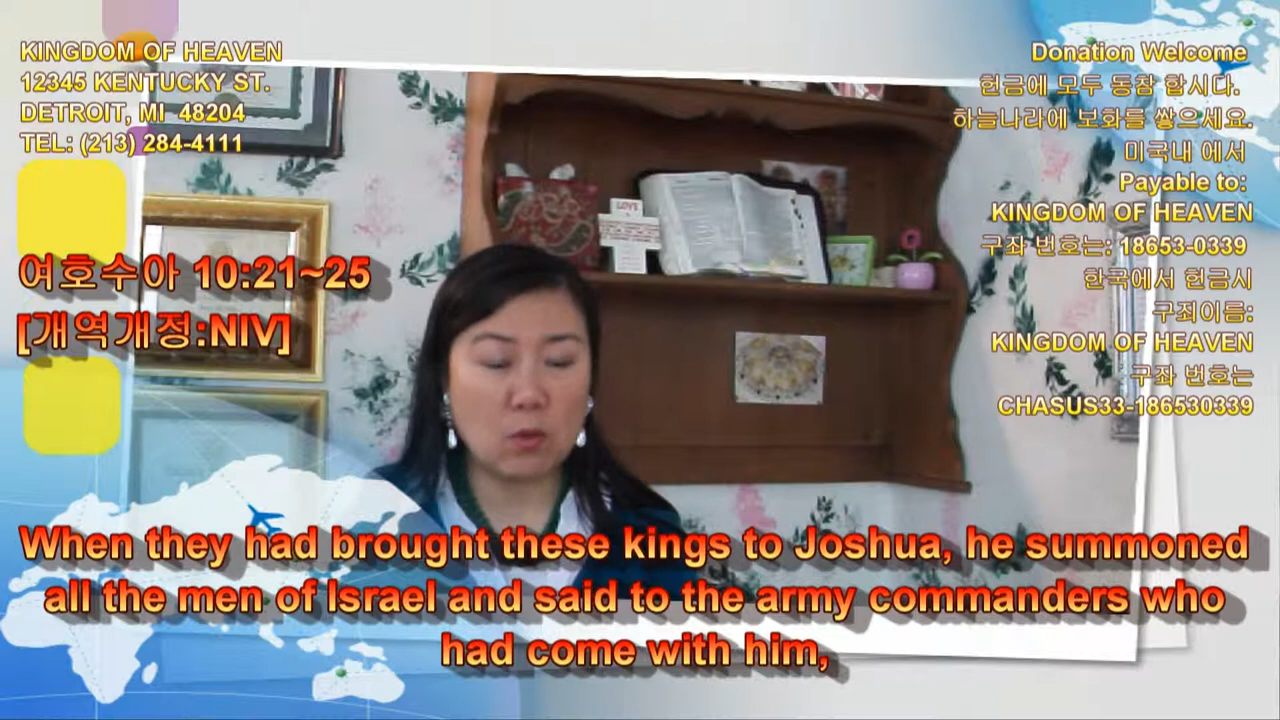 KINGDOM OF HEAVEN
12345 KENTUCKY ST.
DETROIT, MI 48204
TEL: (213) 284-4111
여호수아 10:21~25
[개역개정:NIV]
Donation Welcome
헌금에 모두 동참 합시다.
하늘나라에 보화를 쌓으세요.
미국내 에서
Payable to:
KINGDOM OF HEAVEN
구좌 번호는: 18653-0339
한국에서 헌금시
구죄이름:
KINGDOM OF HEAVEN
구좌 번호는
CHASUS33-186530339
LOVE
When they had brought these kings to Joshua, he summoned
all the men of Israel and said to the army commanders who
had come with him,